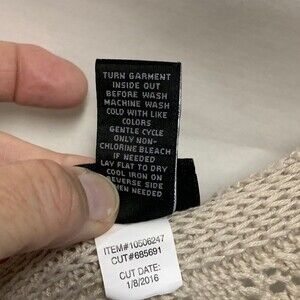 TURN GARMENT
INSIDE OUT
BEFORE WASH
MACHINE WASH
COLD WITH LIKE
COLORS
GENTLE CYCLE
ONLY NON-
CHLORINE BLEACH
IF NEEDED
LAY FLAT TO DRY
COOL IRON ON
REVERSE SIDE
WHEN NEEDED
ITEM#10506247
CUT#685691
CUT DATE:
1/8/2016